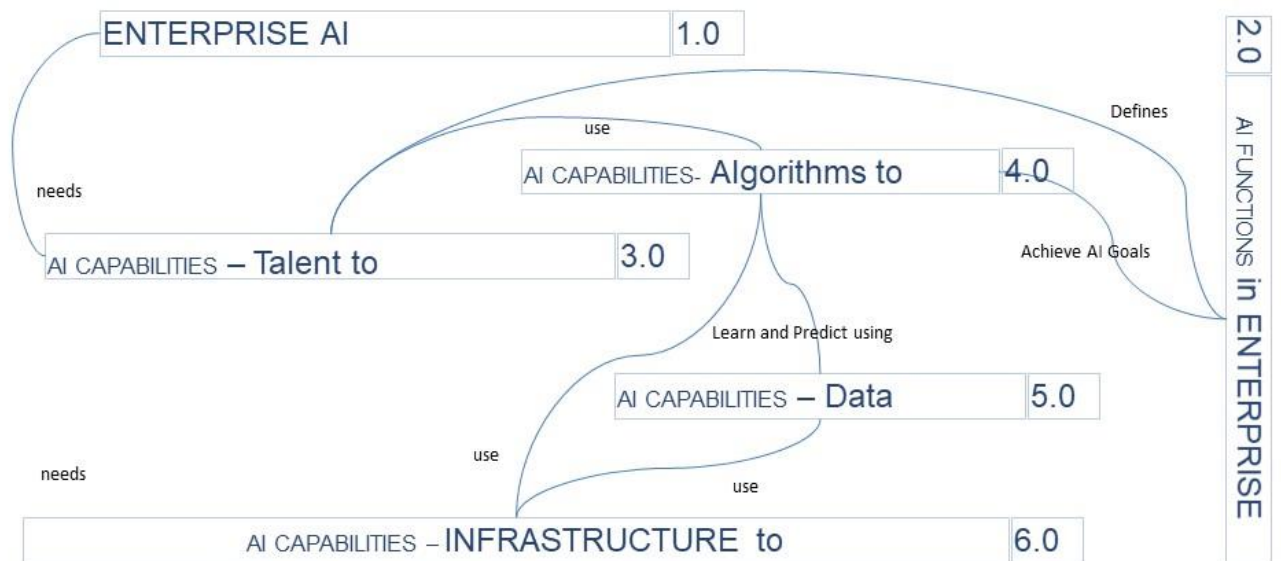 ENTERPRISE AI 1.0
2.0 AI FUNCTIONS in ENTERPRISE
Defines
use
AI CAPABILITIES- Algorithms to 4.0
needs
Achieve AI Goals
AI CAPABILITIES – Talent to 3.0
Learn and Predict using
AI CAPABILITIES – Data 5.0
use
needs
use
AI CAPABILITIES – INFRASTRUCTURE to 6.0